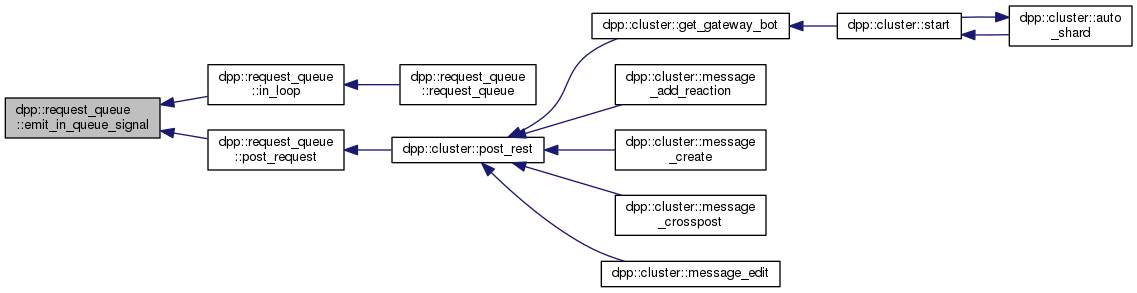 dpp::request_queue
::emit_in_queue_signal
dpp::request_queue
::in_loop
dpp::request_queue
::request_queue
dpp::request_queue
::post_request
dpp::cluster::post_rest
dpp::cluster::get_gateway_bot
dpp::cluster::start
dpp::cluster::auto
_shard
dpp::cluster::message
_add_reaction
dpp::cluster::message
_create
dpp::cluster::message
_crosspost
dpp::cluster::message_edit